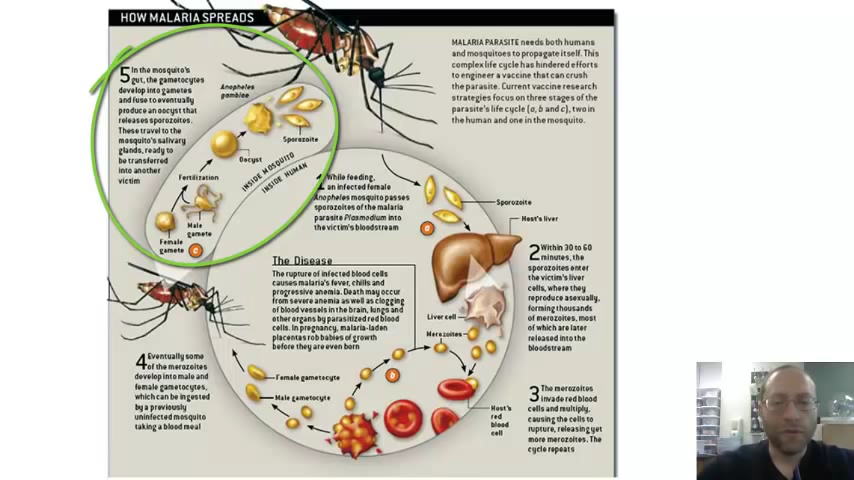 HOW MALARIA SPREADS
MALARIA PARASITE needs both humans
and mosquitoes to propagate itself. This
complex life cycle has hindered efforts
to engineer a vaccine that can crush
the parasite. Current vaccine research
strategies focus on three stages of the
parasite's life cycle (a, b and c), two in
the human and one in the mosquito.
5 In the mosquito's
gut, the gametocytes
develop into gametes
and fuse to eventually
produce an oocyst that
releases sporozoites.
These travel to the
mosquito's salivary
glands, ready to
be transferred
into another
victim
Anopheles
gambiae
Sporozoite
Oocyst
Fertilization
Male
gamete
Female
gamete
c
INSIDE MOSQUITO
INSIDE HUMAN
While feeding,
an infected female
Anopheles mosquito passes
sporozoites of the malaria
parasite Plasmodium into
the victim's bloodstream
a
Sporozoite
Host's liver
2 Within 30 to 60
minutes, the
sporozoites enter
the victim's liver
cells, where they
reproduce asexually,
forming thousands
of merozoites, most
of which are later
released into the
bloodstream
Liver cell
Merozoites
The Disease
The rupture of infected blood cells
causes malaria's fever, chills and
progressive anemia. Death may occur
from severe anemia as well as clogging
of blood vessels in the brain, lungs and
other organs by parasitized red blood
cells. In pregnancy, malaria-laden
placentas rob babies of growth
before they are even born
b
3 The merozoites
invade red blood
cells and multiply,
causing the cells to
rupture, releasing yet
more merozoites. The
cycle repeats
Host's
red
blood
cell
Female gametocyte
Male gametocyte
4 Eventually some
of the merozoites
develop into male and
female gametocytes,
which can be ingested
by a previously
uninfected mosquito
taking a blood meal